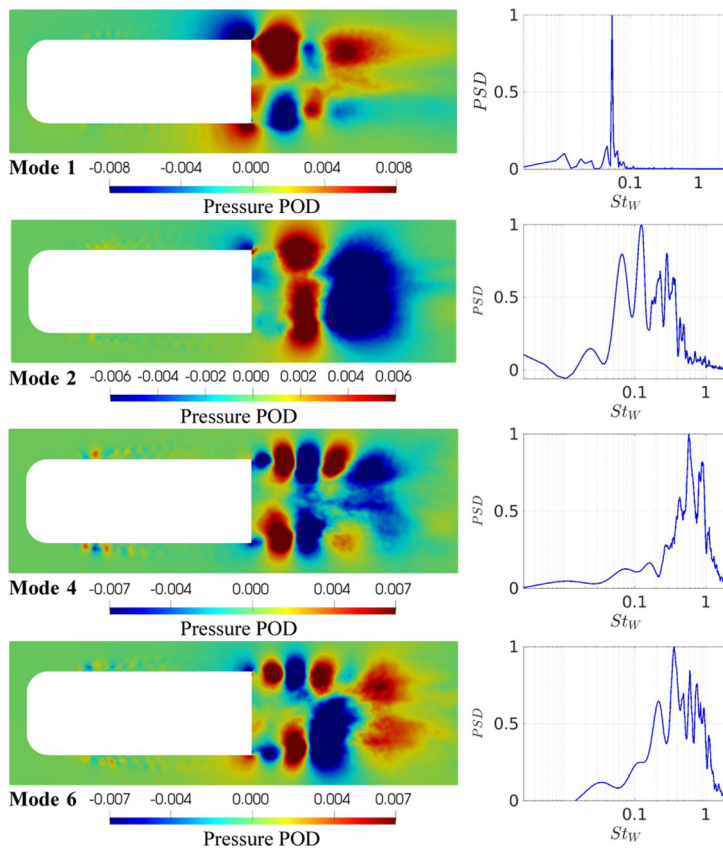 1
0.5
0
PSD
0.1 1
St_W
Mode 1 -0.008 -0.004 0.000 0.004 0.008
Pressure POD
1
0.5
0
PSD
0.1 1
St_W
Mode 2 -0.006 -0.004 -0.002 0.000 0.002 0.004 0.006
Pressure POD
1
0.5
0
PSD
0.1 1
St_W
Mode 4 -0.007 -0.004 0.000 0.004 0.007
Pressure POD
1
0.5
0
PSD
0.1 1
St_W
Mode 6 -0.007 -0.004 0.000 0.004 0.007
Pressure POD